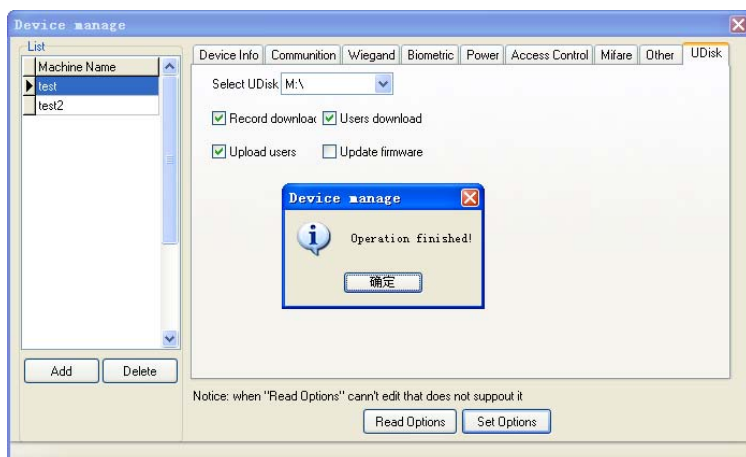 Device manage
List
Machine Name
test
test2
Add
Delete
Device Info Communition Wiegand Biometric Power Access Control Mifare Other UDisk
Select UDisk M:\
Record downloac Users download
Upload users Update firmware
Device manage
Operation finished!
确定
Notice: when "Read Options" cann't edit that does not suppout it
Read Options Set Options